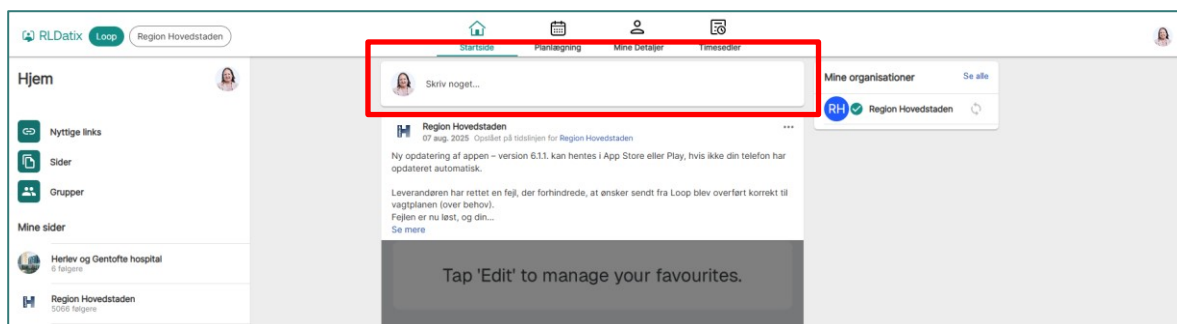 RLDatix Loop Region Hovedstaden
Startside Planlægning Mine Detaljer Timesedler
Hjem
Nyttige links
Sider
Grupper
Mine sider
Herlev og Gentofte hospital
6 følgere
Region Hovedstaden
5066 følgere
Skriv noget...
Region Hovedstaden
07 aug. 2025 Opslået på tidslinjen for Region Hovedstaden
Ny opdatering af appen – version 6.1.1. kan hentes i App Store eller Play, hvis ikke din telefon har
opdateret automatisk.
Leverandøren har rettet en fejl, der forhindrede, at ønsker sendt fra Loop blev overført korrekt til
vagtplanen (over behov).
Fejlen er nu løst, og din...
Se mere
Tap 'Edit' to manage your favourites.
Mine organisationer Se alle
RH Region Hovedstaden